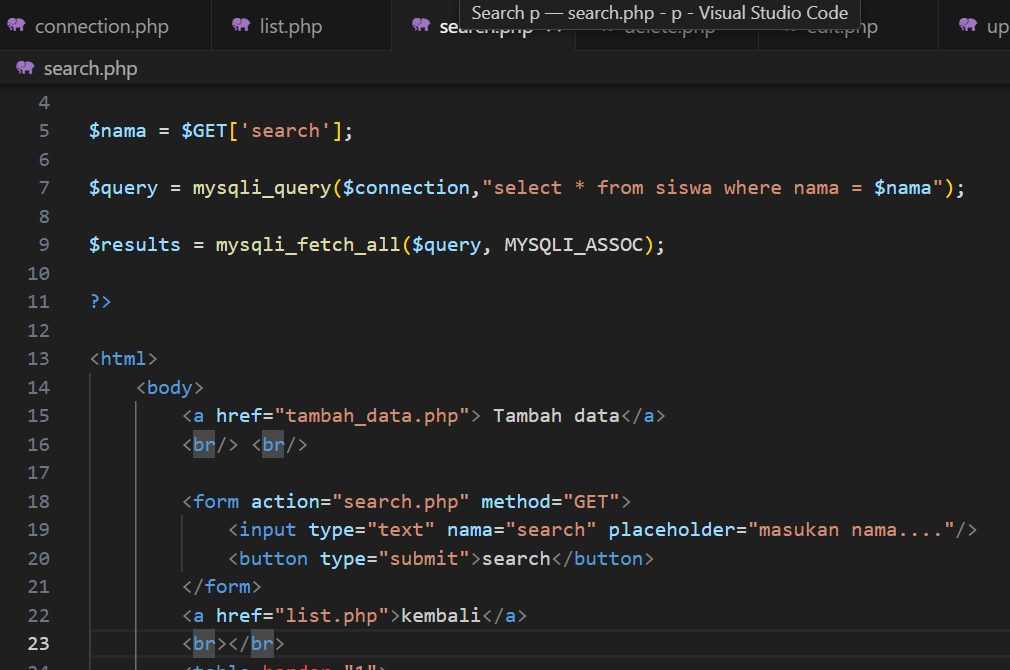 Search p — search.php - p - Visual Studio Code
connection.php list.php search.php delete.php edit.php up
search.php
4
5 $nama = $GET['search'];
6
7 $query = mysqli_query($connection,"select * from siswa where nama = $nama");
8
9 $results = mysqli_fetch_all($query, MYSQLI_ASSOC);
10
11 ?>
12
13 <html>
14 <body>
15 <a href="tambah_data.php"> Tambah data</a>
16 <br/> <br/>
17
18 <form action="search.php" method="GET">
19 <input type="text" nama="search" placeholder="masukan nama...."/>
20 <button type="submit">search</button>
21 </form>
22 <a href="list.php">kembali</a>
23 <br></br>
24 <table border ="1">